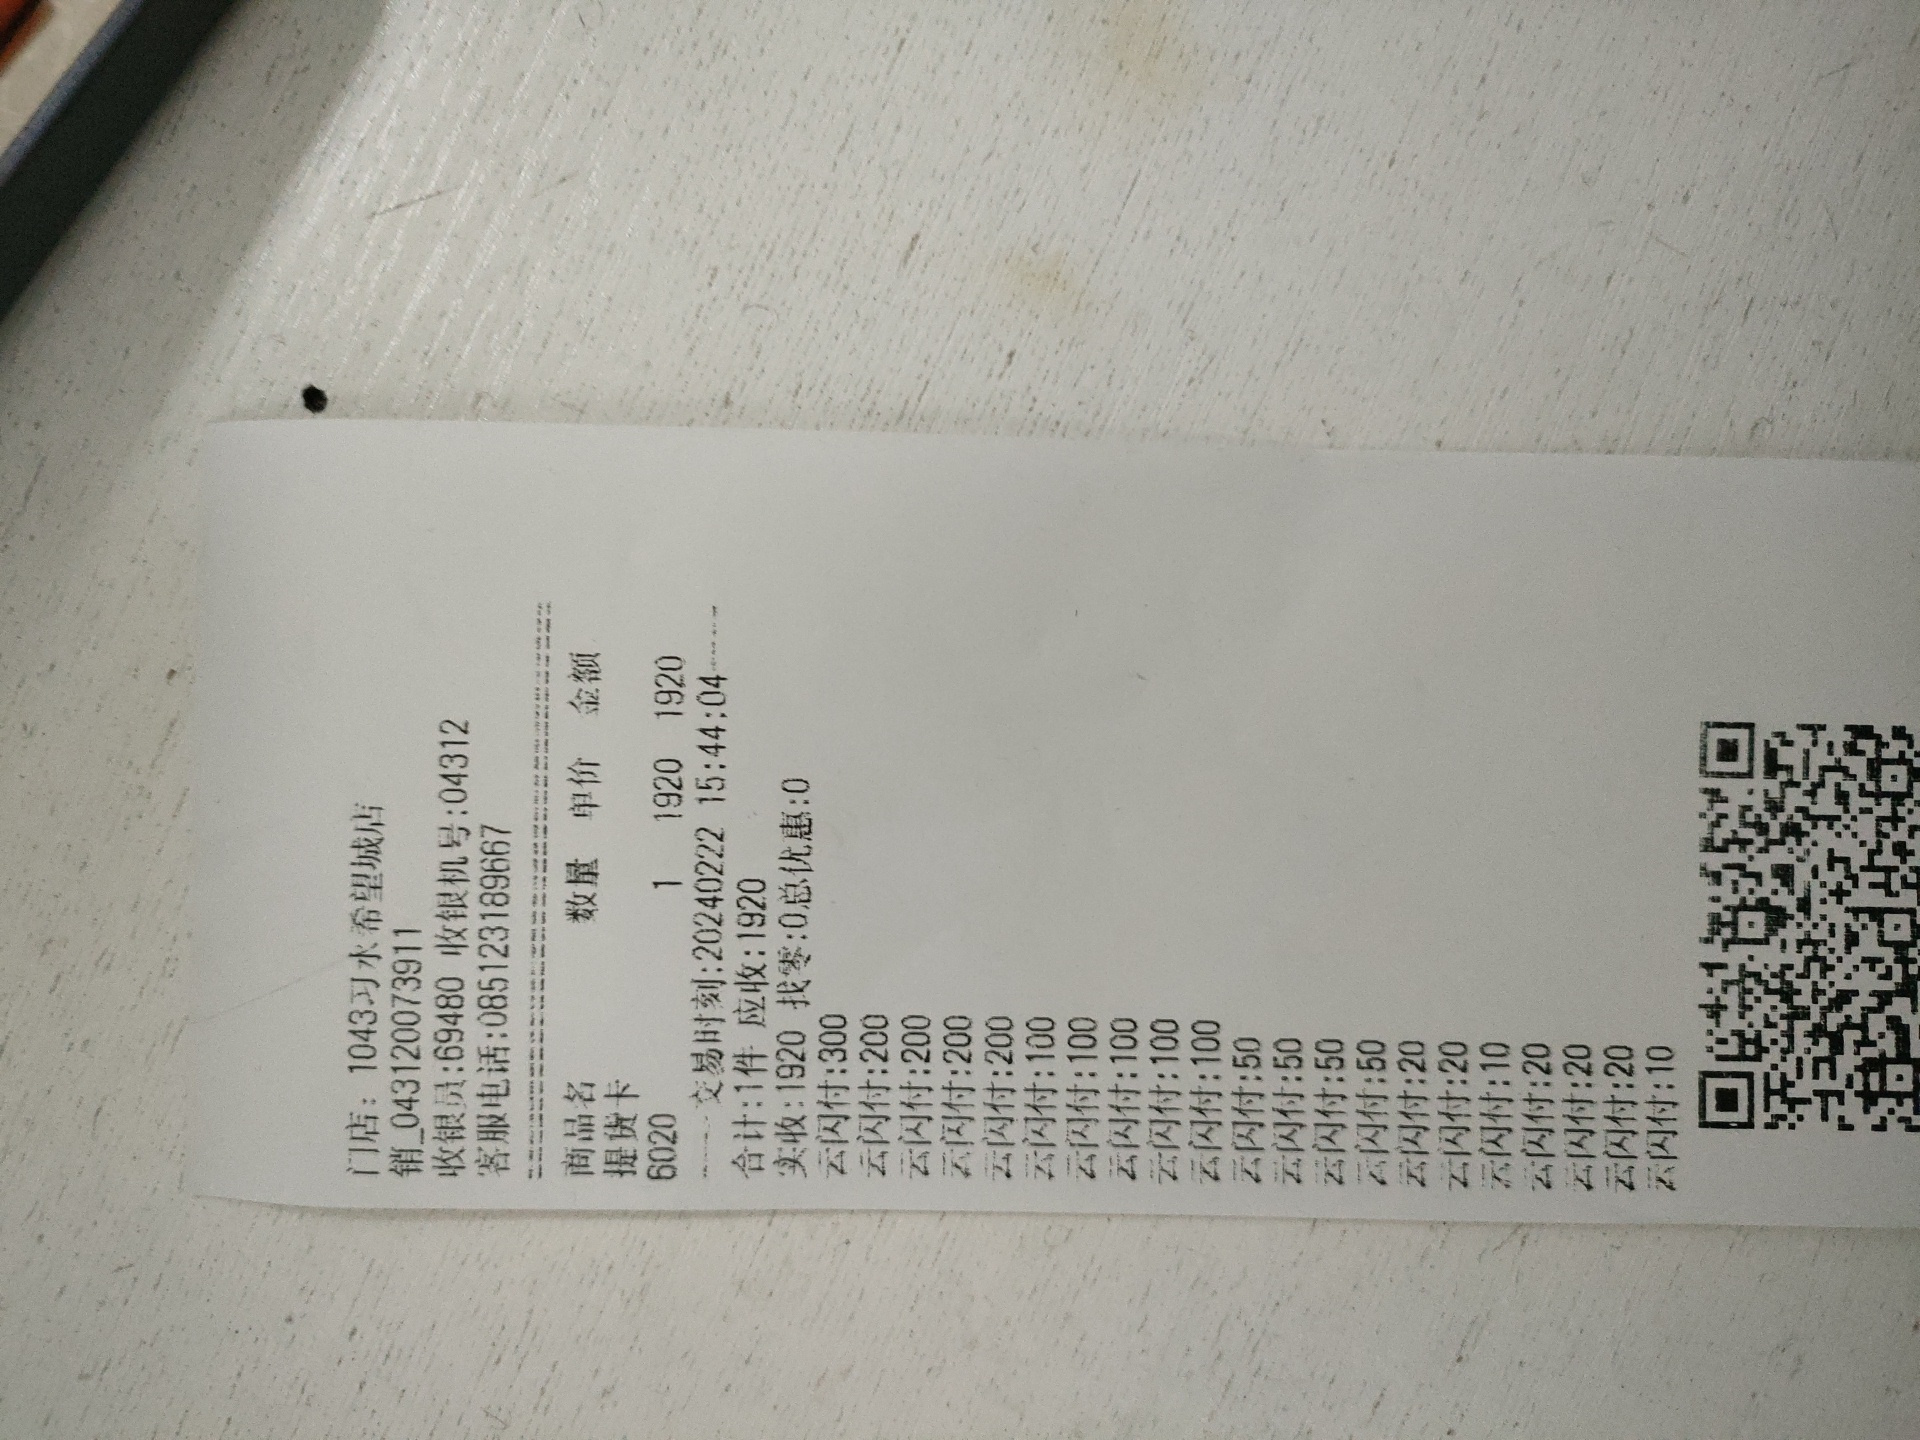 门店: 1043习水希望城店
销_0431200739​11
收银员:69480 收银机号:04312
客服电话:085123189667
商品名 数量 单价 金额
提货卡
6020 1 1920 1920
-----交易时刻:20240222 15:44:04-----
合计:1件 应收:1920
实收:1920 找零:0总优惠:0
云闪付:300
云闪付:200
云闪付:200
云闪付:200
云闪付:200
云闪付:100
云闪付:100
云闪付:100
云闪付:100
云闪付:100
云闪付:50
云闪付:50
云闪付:50
云闪付:50
云闪付:20
云闪付:20
云闪付:10
云闪付:20
云闪付:20
云闪付:20
云闪付:10